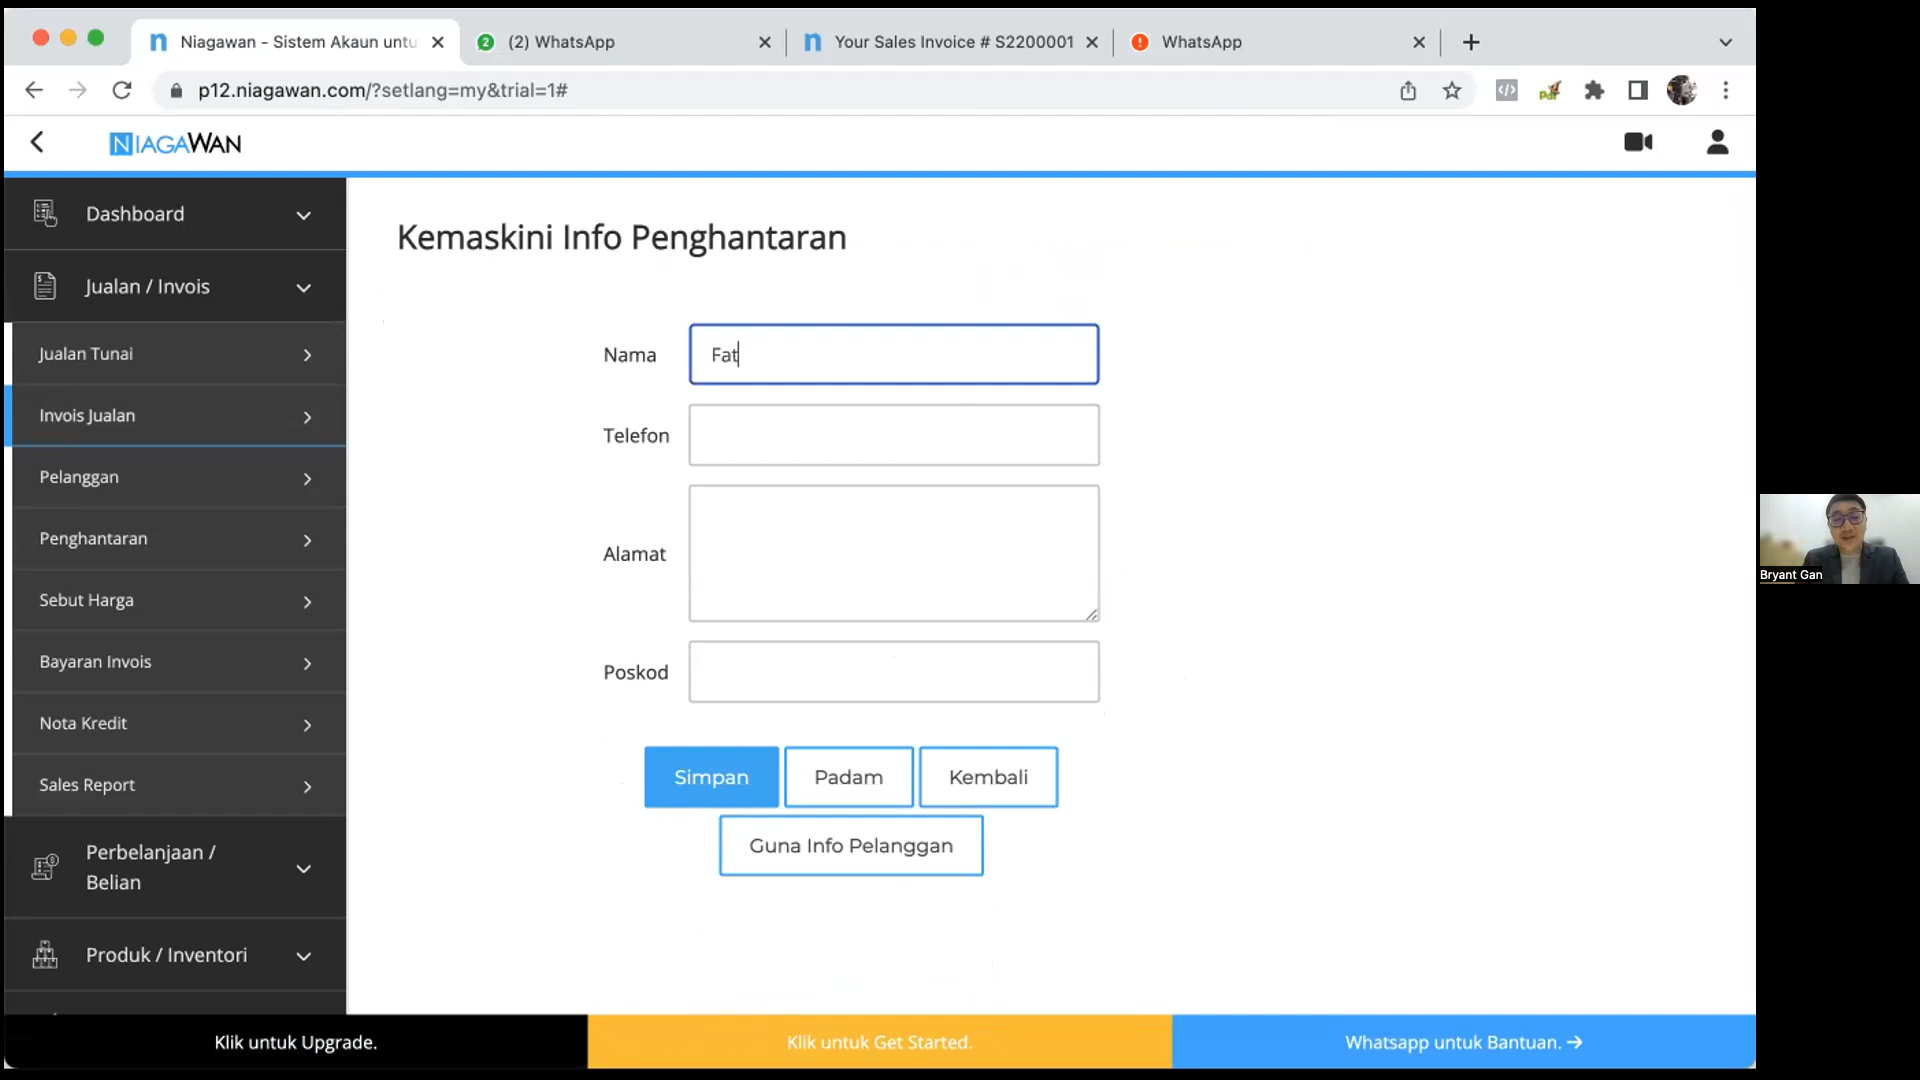 Niagawan - Sistem Akaun untu
2
(2) WhatsApp
Your Sales Invoice # S2200001
WhatsApp
p12.niagawan.com/?setlang=my&trial=1#
NIAGAWAN
Dashboard
Jualan / Invois
Jualan Tunai
Invois Jualan
Pelanggan
Penghantaran
Sebut Harga
Bayaran Invois
Nota Kredit
Sales Report
Perbelanjaan /
Belian
Produk / Inventori
Kemaskini Info Penghantaran
Nama
Fat
Telefon
Alamat
Poskod
Simpan
Padam
Kembali
Guna Info Pelanggan
Klik untuk Upgrade.
Klik untuk Get Started.
Whatsapp untuk Bantuan.
Bryant Gan